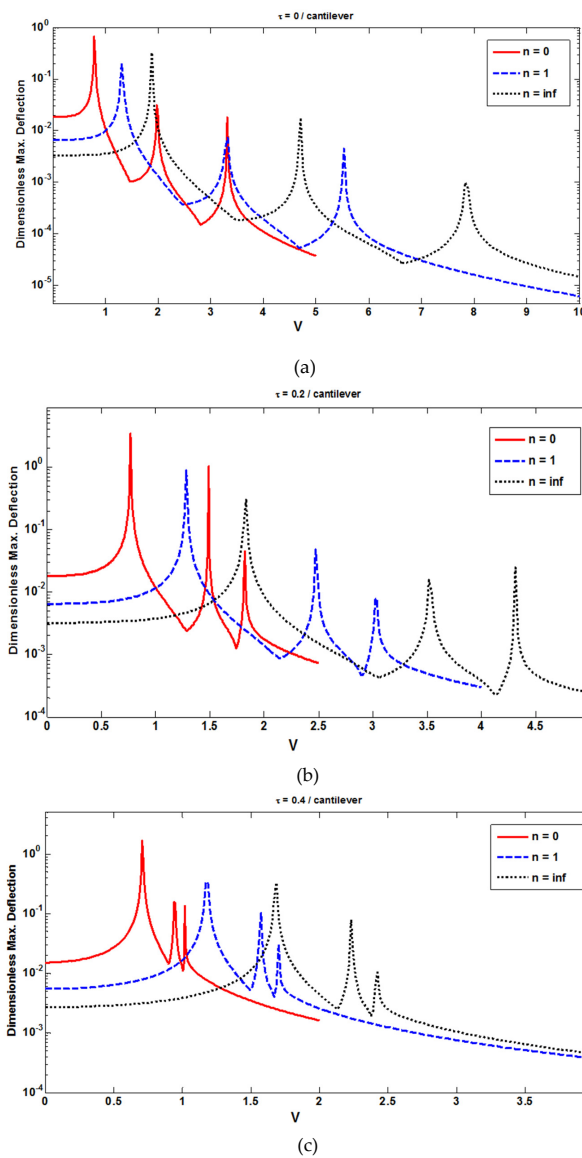 τ = 0 / cantilever
Dimensionless Max. Deflection
10^0
10^-1
10^-2
10^-3
10^-4
10^-5
n = 0
n = 1
n = inf
1 2 3 4 5 6 7 8 9 10
V
(a)
τ = 0.2 / cantilever
Dimensionless Max. Deflection
10^0
10^-1
10^-2
10^-3
10^-4
n = 0
n = 1
n = inf
0 0.5 1 1.5 2 2.5 3 3.5 4 4.5
V
(b)
τ = 0.4 / cantilever
Dimensionless Max. Deflection
10^0
10^-1
10^-2
10^-3
10^-4
n = 0
n = 1
n = inf
0 0.5 1 1.5 2 2.5 3 3.5
V
(c)